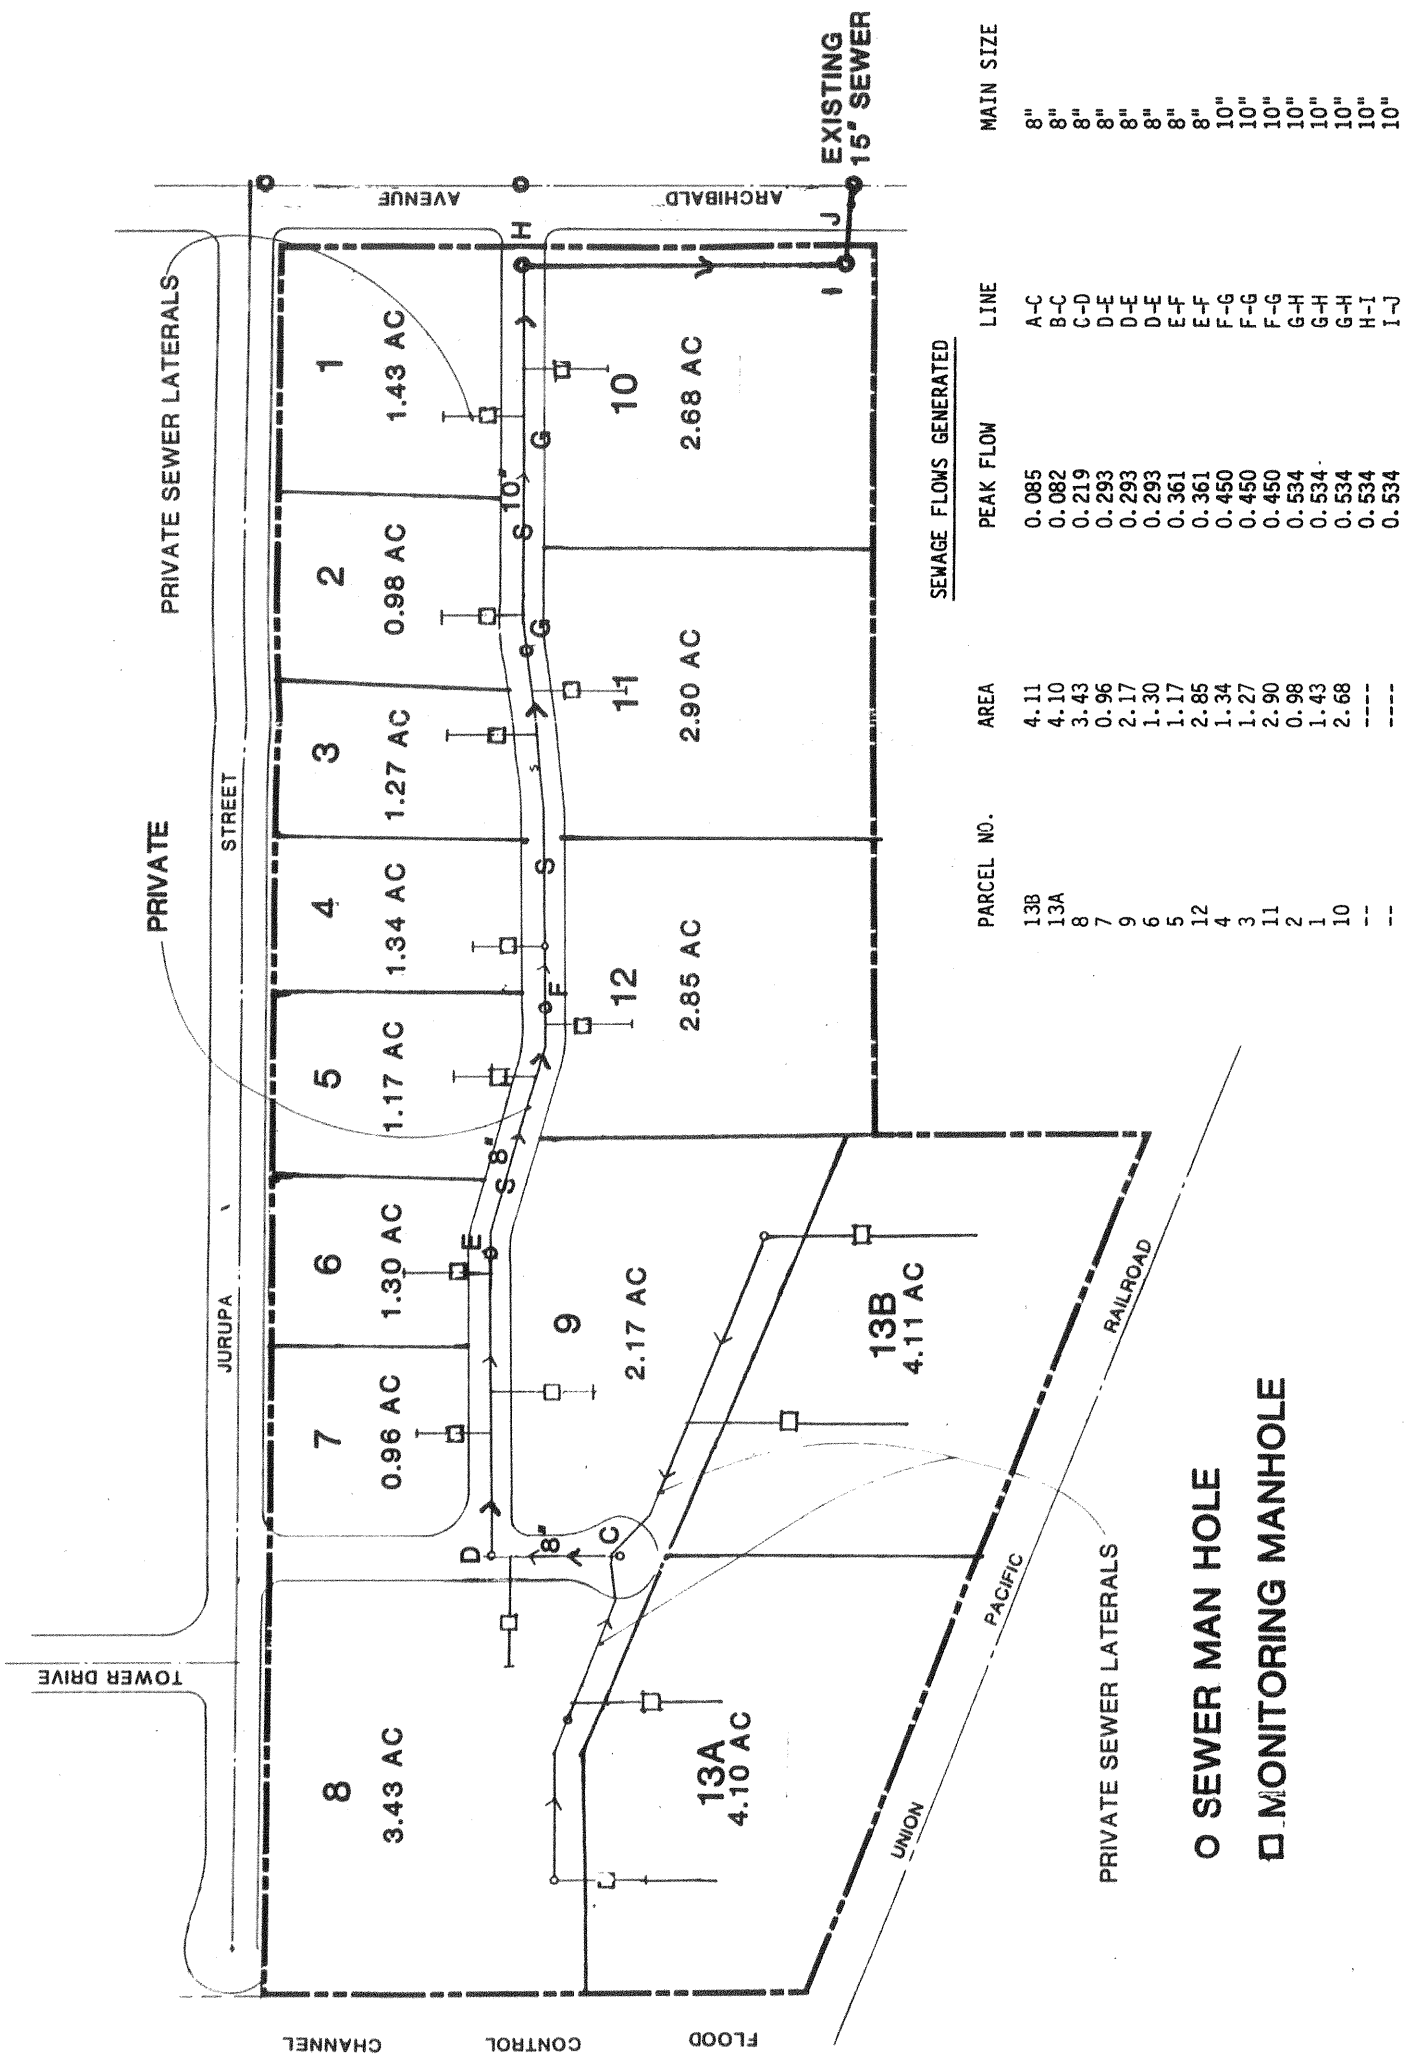 PRIVATE SEWER LATERALS
PRIVATE
JURUPA STREET
TOWER DRIVE
AVENUE
ARCHIBALD
FLOOD CONTROL CHANNEL
8
3.43 AC
7
0.96 AC
6
1.30 AC
5
1.17 AC
4
1.34 AC
3
1.27 AC
2
0.98 AC
1
1.43 AC
D
8"
C
E
S 8"
F
S
s
G
S 10"
G
H
I
J
EXISTING
15" SEWER
9
2.17 AC
12
2.85 AC
11
2.90 AC
10
2.68 AC
13A
4.10 AC
13B
4.11 AC
UNION PACIFIC RAILROAD
PRIVATE SEWER LATERALS
O SEWER MAN HOLE
□ MONITORING MANHOLE
SEWAGE FLOWS GENERATED
PARCEL NO. AREA PEAK FLOW LINE MAIN SIZE
13B 4.11 0.085 A-C 8"
13A 4.10 0.082 B-C 8"
8 3.43 0.219 C-D 8"
7 0.96 0.293 D-E 8"
9 2.17 0.293 D-E 8"
6 1.30 0.293 D-E 8"
5 1.17 0.361 E-F 8"
12 2.85 0.361 E-F 8"
4 1.34 0.450 F-G 10"
3 1.27 0.450 F-G 10"
11 2.90 0.450 F-G 10"
2 0.98 0.534 G-H 10"
1 1.43 0.534 G-H 10"
10 2.68 0.534 G-H 10"
-- ---- 0.534 H-I 10"
-- ---- 0.534 I-J 10"